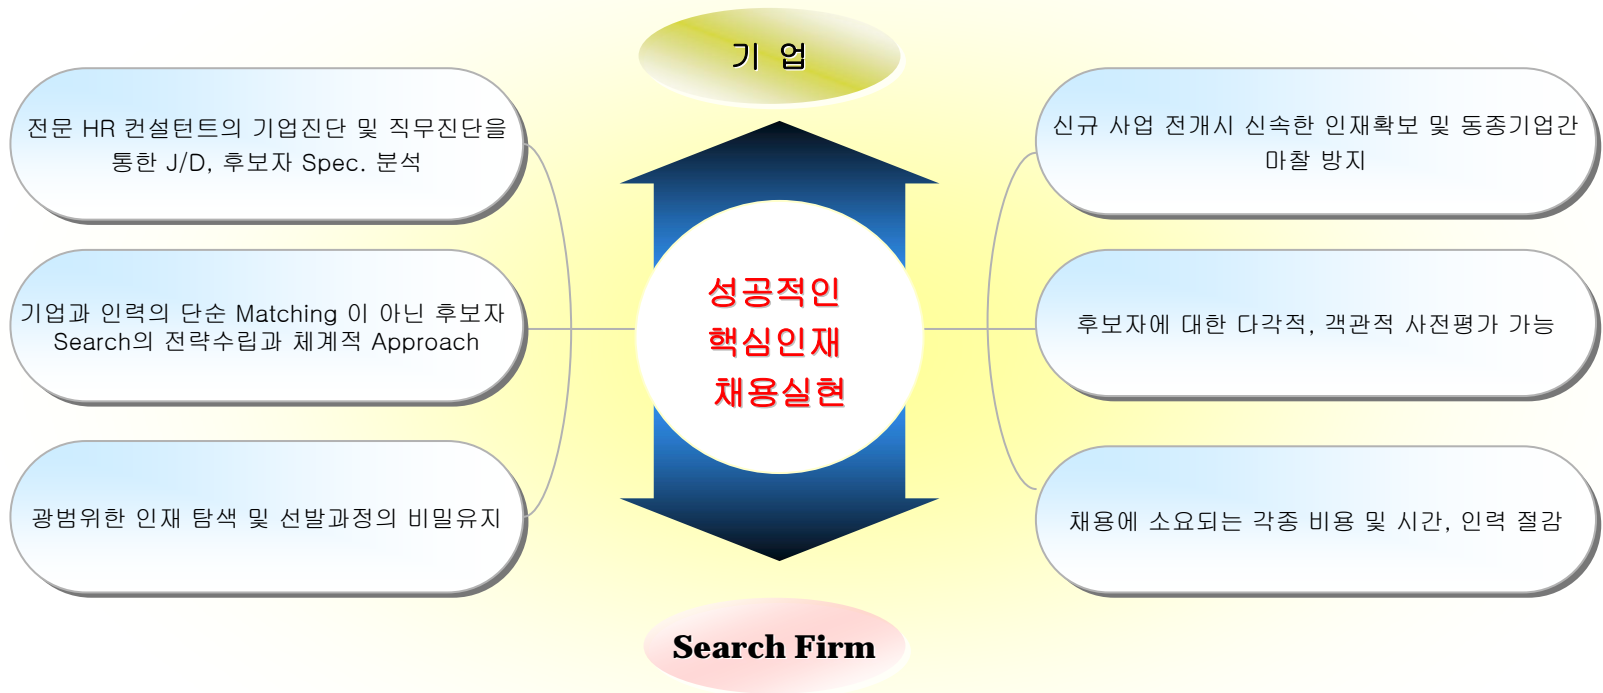 기 업
전문 HR 컨설턴트의 기업진단 및 직무진단을
통한 J/D, 후보자 Spec. 분석
기업과 인력의 단순 Matching 이 아닌 후보자
Search의 전략수립과 체계적 Approach
광범위한 인재 탐색 및 선발과정의 비밀유지
성공적인
핵심인재
채용실현
신규 사업 전개시 신속한 인재확보 및 동종기업간
마찰 방지
후보자에 대한 다각적, 객관적 사전평가 가능
채용에 소요되는 각종 비용 및 시간, 인력 절감
Search Firm